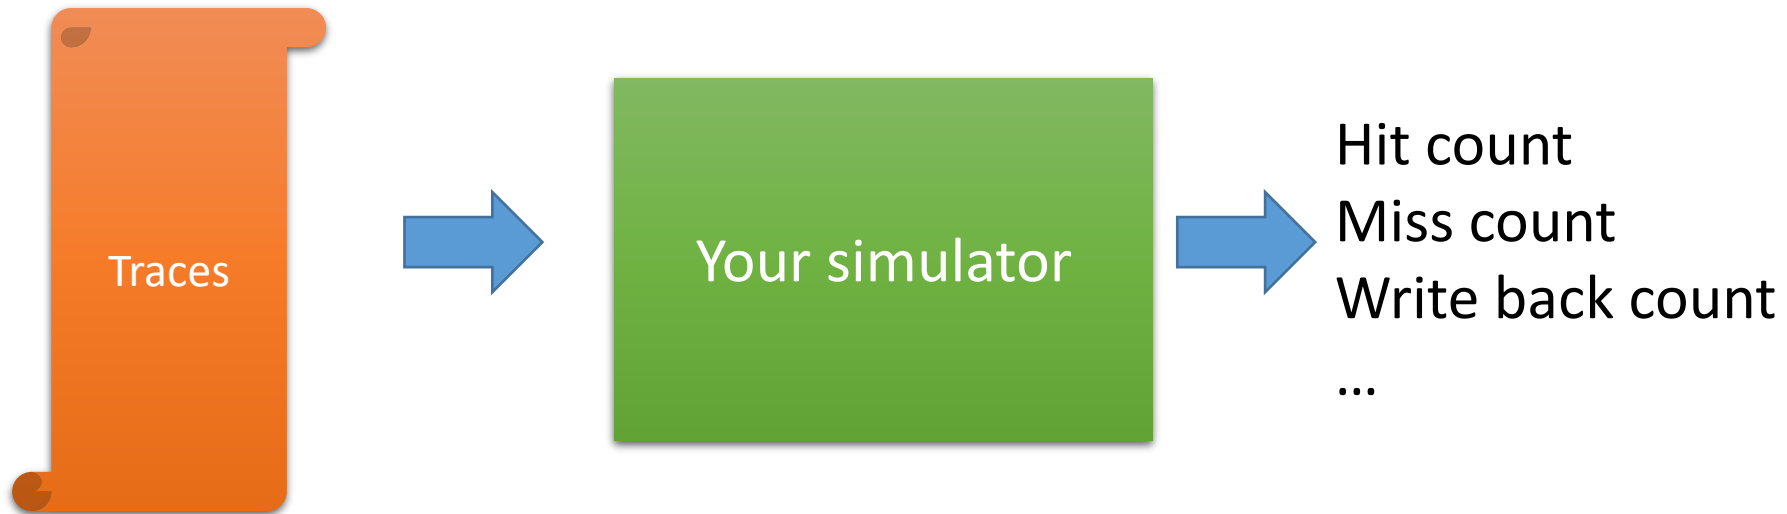 Traces
Your simulator
Hit count
Miss count
Write back count
...